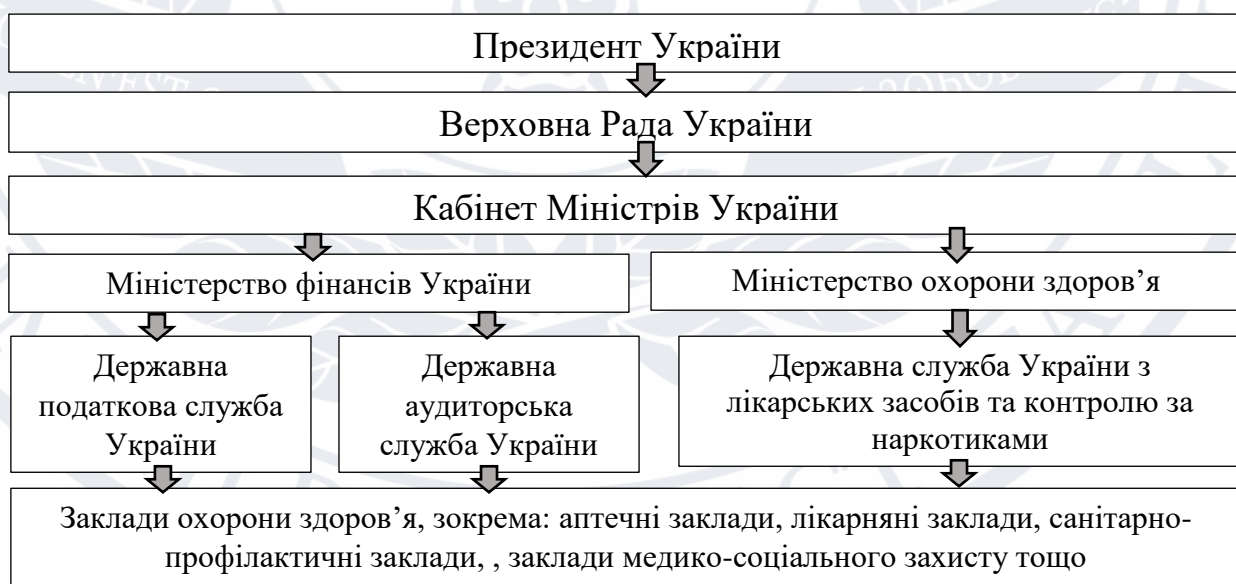 Президент України
Верховна Рада України
Кабінет Міністрів України
Міністерство фінансів України
Міністерство охорони здоров’я
Державна
податкова служба
України
Державна
аудиторська
служба України
Державна служба України з
лікарських засобів та контролю за
наркотиками
Заклади охорони здоров’я, зокрема: аптечні заклади, лікарняні заклади, санітарно-
профілактичні заклади, , заклади медико-соціального захисту тощо